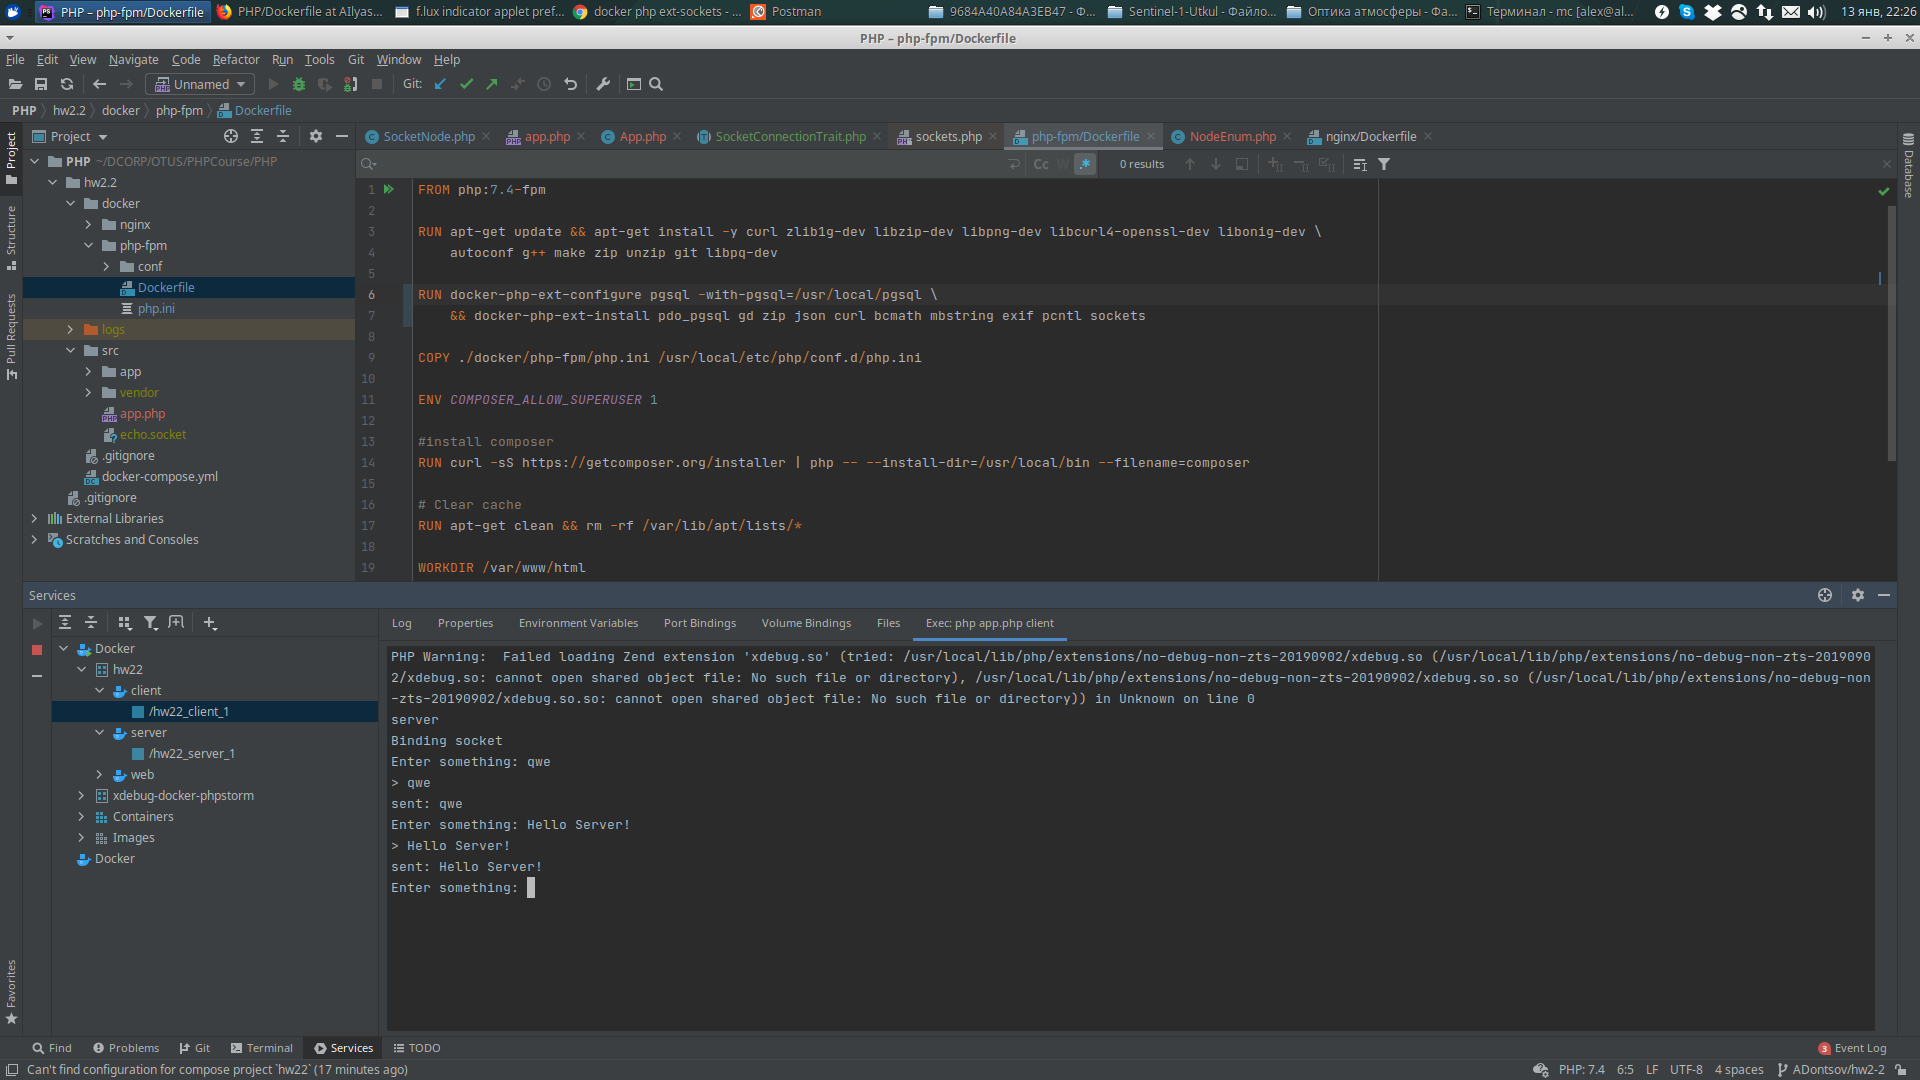 PHP – php-fpm/Dockerfile
PHP/Dockerfile at AIlyas...
f.lux indicator applet pref...
docker php ext-sockets - ...
Postman
9684A40A84A3EB47 - Ф...
Sentinel-1-Utkul - Файло...
Оптика атмосферы - Фа...
Терминал - mc [alex@al...
13 янв, 22:26
PHP – php-fpm/Dockerfile
File Edit View Navigate Code Refactor Run Tools Git Window Help
Unnamed
Git:
PHP hw2.2 docker php-fpm Dockerfile
Project
SocketNode.php app.php App.php SocketConnectionTrait.php sockets.php php-fpm/Dockerfile NodeEnum.php nginx/Dockerfile
Cc W .* 0 results
Project
Structure
Pull Requests
Favorites
Database
PHP ~/DCORP/OTUS/PHPCourse/PHP
hw2.2
docker
nginx
php-fpm
conf
Dockerfile
php.ini
logs
src
app
vendor
app.php
echo.socket
.gitignore
docker-compose.yml
.gitignore
External Libraries
Scratches and Consoles
1 FROM php:7.4-fpm
2
3 RUN apt-get update && apt-get install -y curl zlib1g-dev libzip-dev libpng-dev libcurl4-openssl-dev libonig-dev \
4 autoconf g++ make zip unzip git libpq-dev
5
6 RUN docker-php-ext-configure pgsql -with-pgsql=/usr/local/pgsql \
7 && docker-php-ext-install pdo_pgsql gd zip json curl bcmath mbstring exif pcntl sockets
8
9 COPY ./docker/php-fpm/php.ini /usr/local/etc/php/conf.d/php.ini
10
11 ENV COMPOSER_ALLOW_SUPERUSER 1
12
13 #install composer
14 RUN curl -sS https://getcomposer.org/installer | php -- --install-dir=/usr/local/bin --filename=composer
15
16 # Clear cache
17 RUN apt-get clean && rm -rf /var/lib/apt/lists/*
18
19 WORKDIR /var/www/html
Services
Docker
hw22
client
/hw22_client_1
server
/hw22_server_1
web
xdebug-docker-phpstorm
Containers
Images
Docker
Log Properties Environment Variables Port Bindings Volume Bindings Files Exec: php app.php client
PHP Warning:  Failed loading Zend extension 'xdebug.so' (tried: /usr/local/lib/php/extensions/no-debug-non-zts-20190902/xdebug.so (/usr/local/lib/php/extensions/no-debug-non-zts-2019090
2/xdebug.so: cannot open shared object file: No such file or directory), /usr/local/lib/php/extensions/no-debug-non-zts-20190902/xdebug.so.so (/usr/local/lib/php/extensions/no-debug-non
-zts-20190902/xdebug.so.so: cannot open shared object file: No such file or directory)) in Unknown on line 0
server
Binding socket
Enter something: qwe
> qwe
sent: qwe
Enter something: Hello Server!
> Hello Server!
sent: Hello Server!
Enter something:
Find Problems Git Terminal Services TODO
3 Event Log
Can't find configuration for compose project `hw22` (17 minutes ago)
PHP: 7.4 6:5 LF UTF-8 4 spaces ADontsov/hw2-2